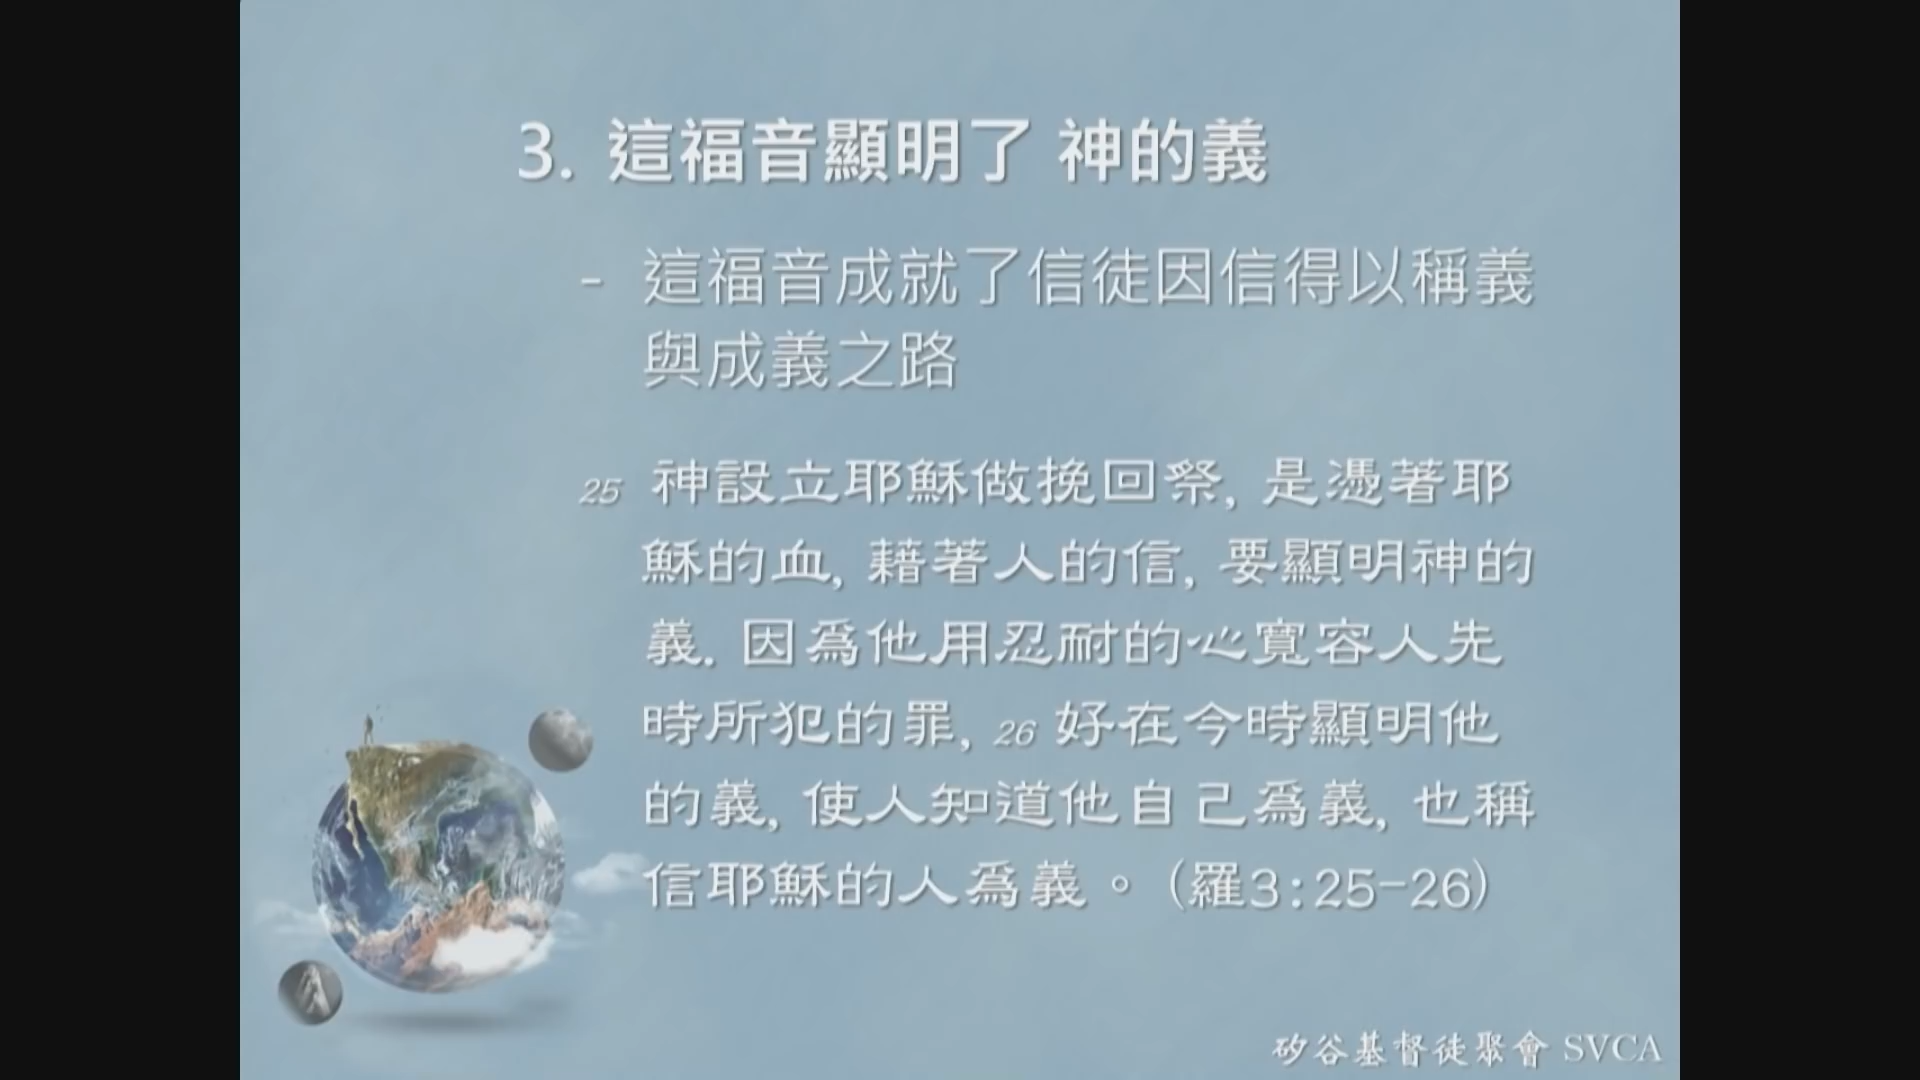 3. 這福音顯明了 神的義
- 這福音成就了信徒因信得以稱義
與成義之路
25 神設立耶穌做挽回祭, 是憑著耶
穌的血, 藉著人的信, 要顯明神的
義. 因爲他用忍耐的心寬容人先
時所犯的罪, 26 好在今時顯明他
的義, 使人知道他自己爲義, 也稱
信耶穌的人爲義。(羅3:25-26)
矽谷基督徒聚會 SVCA